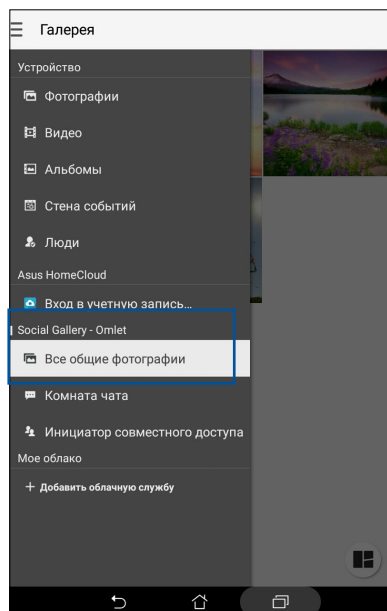 Галерея
Устройство
Фотографии
Видео
Альбомы
Стена событий
Люди
Asus HomeCloud
Вход в учетную запись...
Social Gallery - Omlet
Все общие фотографии
Комната чата
Инициатор совместного доступа
Мое облако
+ Добавить облачную службу